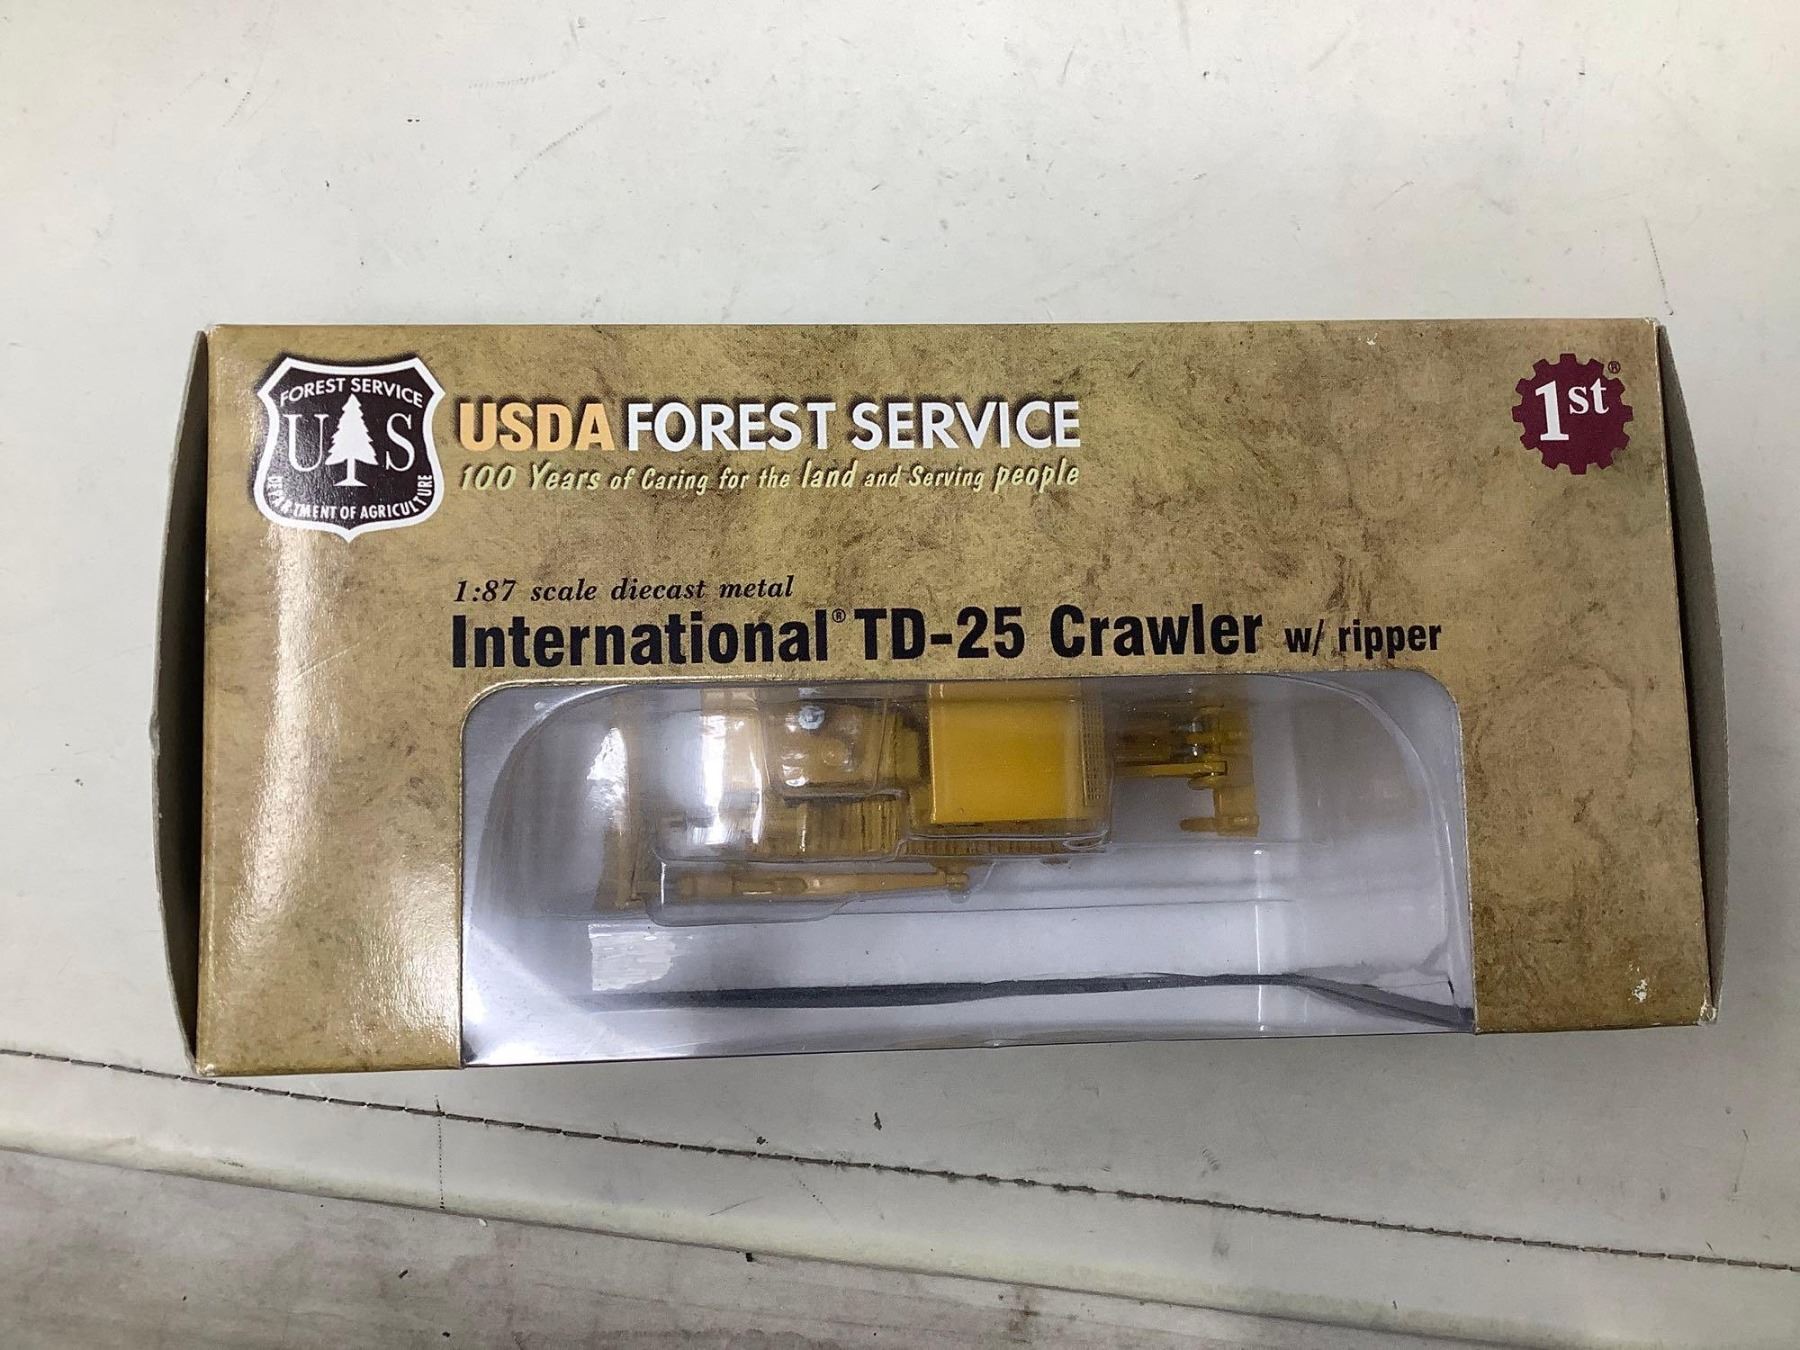 FOREST SERVICE
U S
DEPARTMENT OF AGRICULTURE
USDA FOREST SERVICE
100 Years of Caring for the land and Serving people
1st®
1:87 scale diecast metal
International® TD-25 Crawler w/ ripper